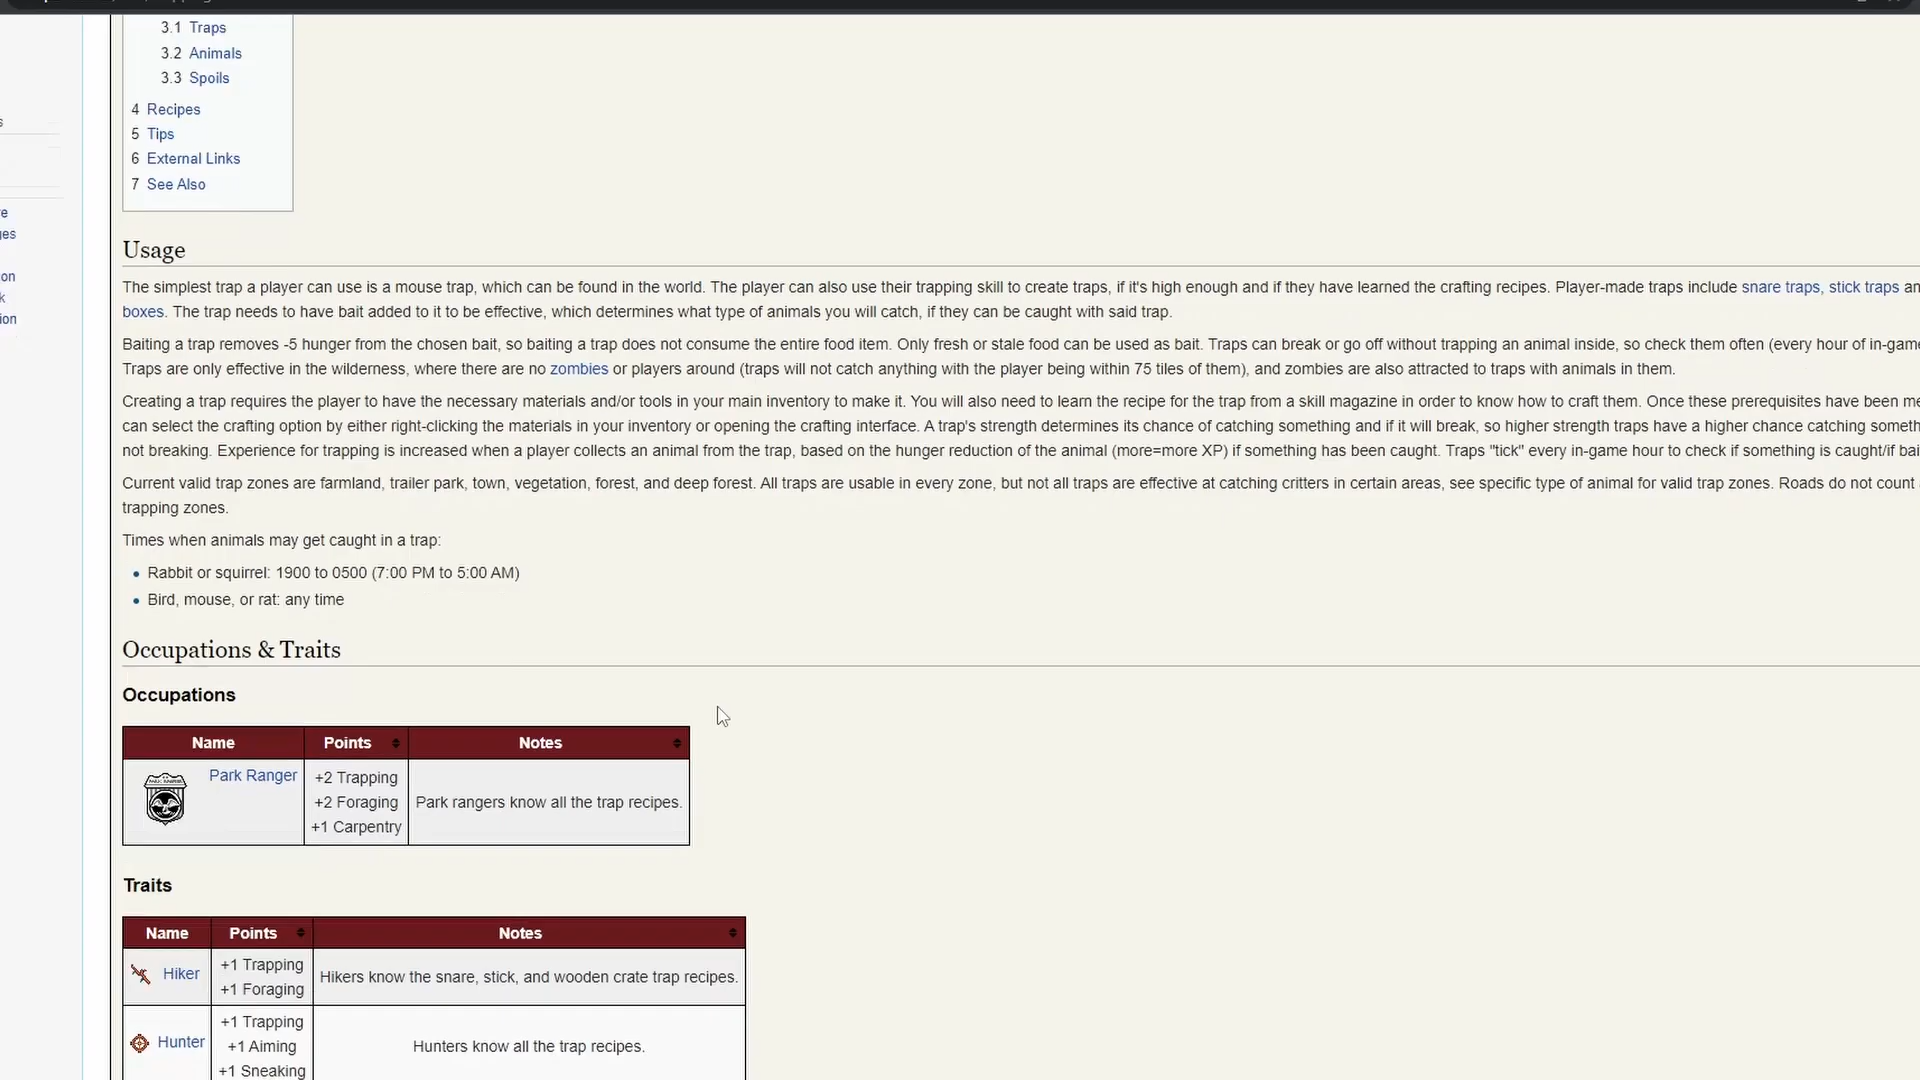 3.1 Traps
3.2 Animals
3.3 Spoils
4 Recipes
5 Tips
6 External Links
7 See Also
Usage
The simplest trap a player can use is a mouse trap, which can be found in the world. The player can also use their trapping skill to create traps, if it's high enough and if they have learned the crafting recipes. Player-made traps include snare traps, stick traps an
boxes. The trap needs to have bait added to it to be effective, which determines what type of animals you will catch, if they can be caught with said trap.
Baiting a trap removes -5 hunger from the chosen bait, so baiting a trap does not consume the entire food item. Only fresh or stale food can be used as bait. Traps can break or go off without trapping an animal inside, so check them often (every hour of in-game
Traps are only effective in the wilderness, where there are no zombies or players around (traps will not catch anything with the player being within 75 tiles of them), and zombies are also attracted to traps with animals in them.
Creating a trap requires the player to have the necessary materials and/or tools in your main inventory to make it. You will also need to learn the recipe for the trap from a skill magazine in order to know how to craft them. Once these prerequisites have been me
can select the crafting option by either right-clicking the materials in your inventory or opening the crafting interface. A trap's strength determines its chance of catching something and if it will break, so higher strength traps have a higher chance catching someth
not breaking. Experience for trapping is increased when a player collects an animal from the trap, based on the hunger reduction of the animal (more=more XP) if something has been caught. Traps "tick" every in-game hour to check if something is caught/if bai
Current valid trap zones are farmland, trailer park, town, vegetation, forest, and deep forest. All traps are usable in every zone, but not all traps are effective at catching critters in certain areas, see specific type of animal for valid trap zones. Roads do not count
trapping zones.
Times when animals may get caught in a trap:
• Rabbit or squirrel: 1900 to 0500 (7:00 PM to 5:00 AM)
• Bird, mouse, or rat: any time
Occupations & Traits
Occupations
Name Points Notes
Park Ranger
+2 Trapping
+2 Foraging
+1 Carpentry
Park rangers know all the trap recipes.
Traits
Name Points Notes
Hiker
+1 Trapping
+1 Foraging
Hikers know the snare, stick, and wooden crate trap recipes.
Hunter
+1 Trapping
+1 Aiming
+1 Sneaking
Hunters know all the trap recipes.